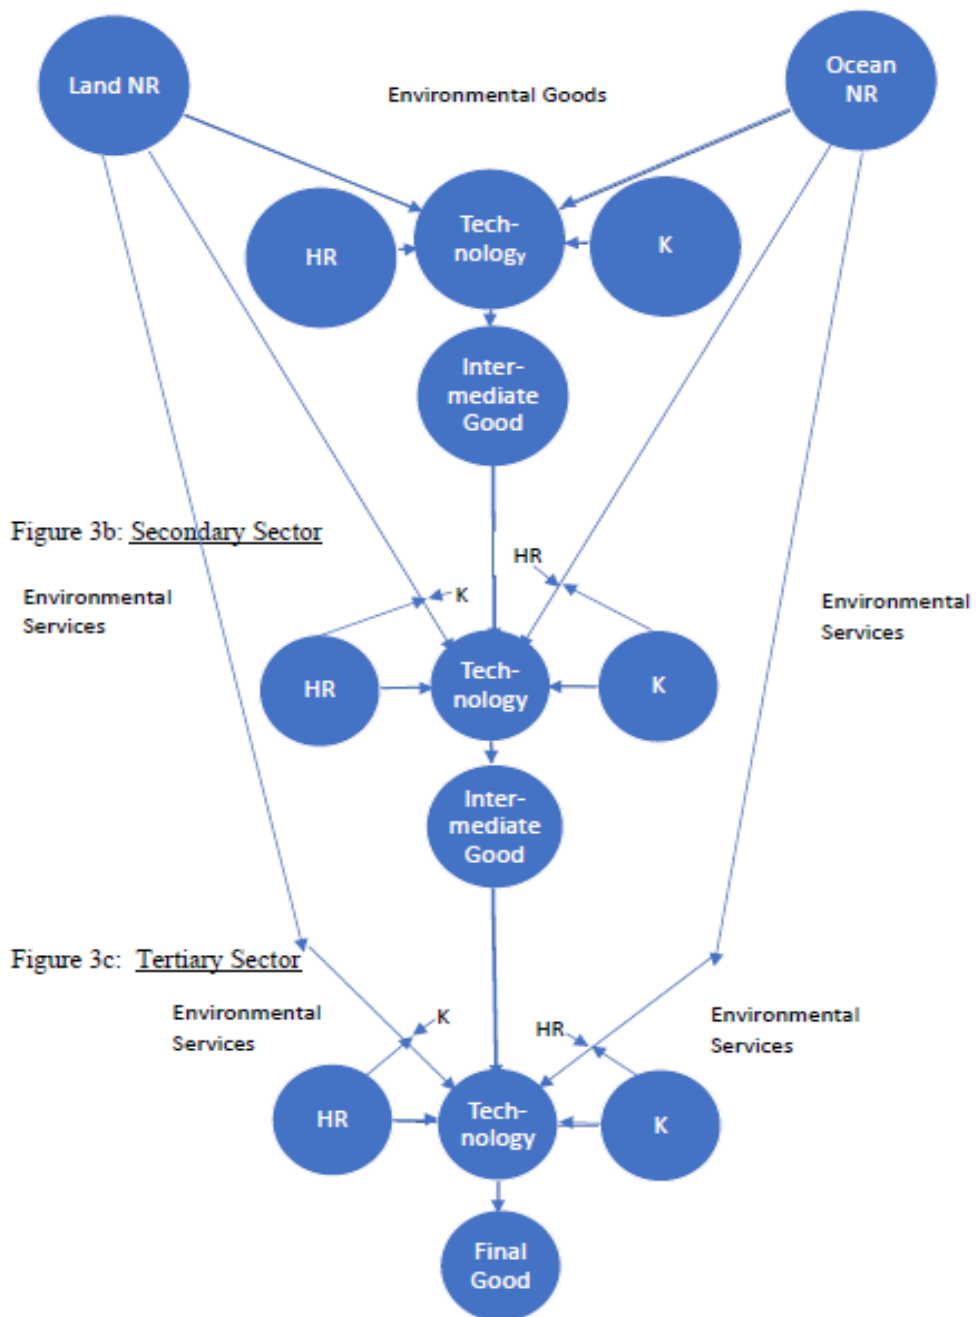 Land NR
Ocean
NR
Environmental Goods
HR
Tech-
nology
K
Inter-
mediate
Good
Figure 3b: Secondary Sector
HR
K
Environmental
Services
Environmental
Services
HR
Tech-
nology
K
Inter-
mediate
Good
Figure 3c: Tertiary Sector
Environmental
Services
K
HR
Environmental
Services
HR
Tech-
nology
K
Final
Good